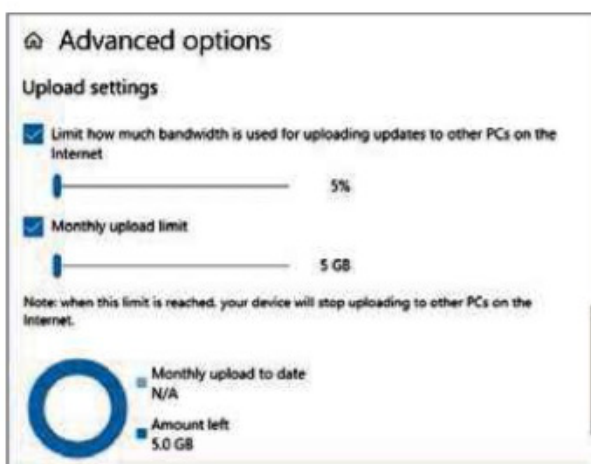 Advanced options
Upload settings
Limit how much bandwidth is used for uploading updates to other PCs on the
Internet
5%
Monthly upload limit
5 GB
Note: when this limit is reached, your device will stop uploading to other PCs on the
Internet.
Monthly upload to date
N/A
Amount left
5.0 GB